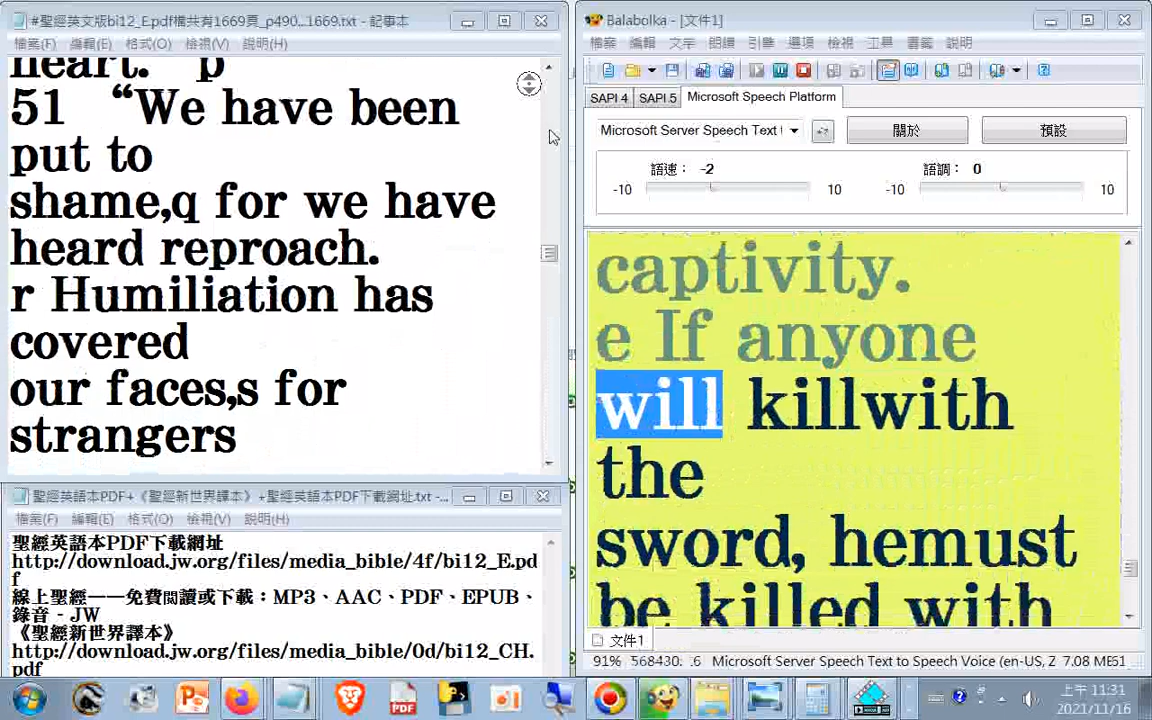 #聖經英文版bi12_E.pdf檔共有1669頁_p490...1669.txt - 記事本
檔案(F) 編輯(E) 格式(O) 檢視(V) 說明(H)
heart. p
51 “We have been
put to
shame,q for we have
heard reproach.
r Humiliation has
covered
our faces,s for
strangers
聖經英語本PDF+《聖經新世界譯本》+聖經英語本PDF下載網址.txt - ...
檔案(F) 編輯(E) 格式(O) 檢視(V) 說明(H)
聖經英語本PDF下載網址
http://download.jw.org/files/media_bible/4f/bi12_E.pd
f
線上聖經——免費閱讀或下載：MP3、AAC、PDF、EPUB、
錄音 - JW
《聖經新世界譯本》
http://download.jw.org/files/media_bible/0d/bi12_CH.
pdf
Balabolka - [文件1]
檔案 編輯 文字 朗讀 引擎 選項 檢視 工具 書籤 說明
SAPI 4 SAPI 5 Microsoft Speech Platform
Microsoft Server Speech Text t 關於 預設
語速： -2 語調： 0
-10 10 -10 10
captivity.
e If anyone
will killwith
the
sword, hemust
be killed with
文件1
91% 568430. .6 Microsoft Server Speech Text to Speech Voice (en-US, Z 7.08 ME51
上午 11:31
2021/11/16